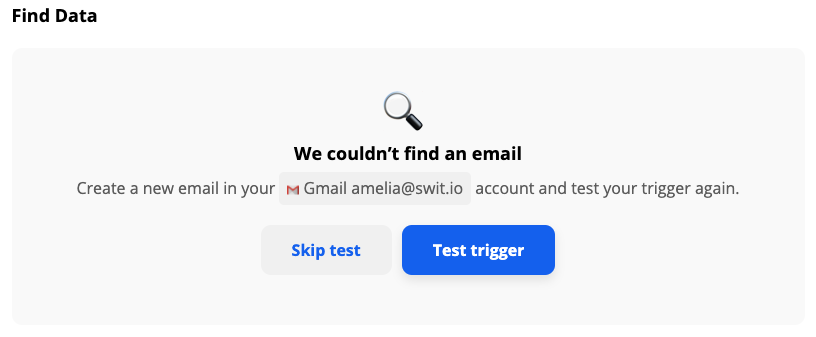 Find Data
We couldn’t find an email
Create a new email in your Gmail amelia@swit.io account and test your trigger again.
Skip test Test trigger